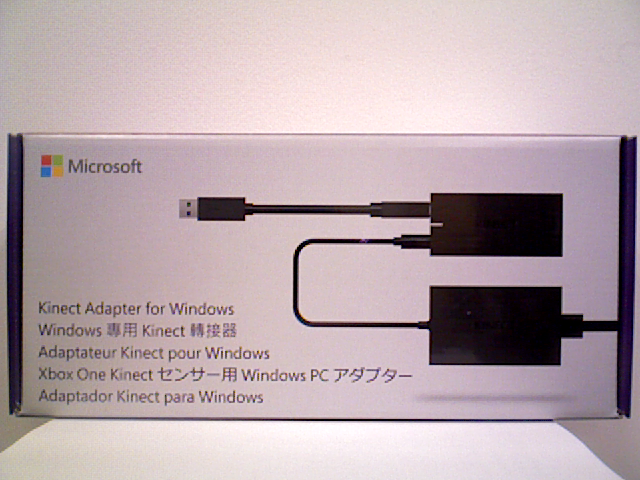 Microsoft
Kinect Adapter for Windows
Windows 專用 Kinect 轉接器
Adaptateur Kinect pour Windows
Xbox One Kinect センサー用 Windows PC アダプター
Adaptador Kinect para Windows